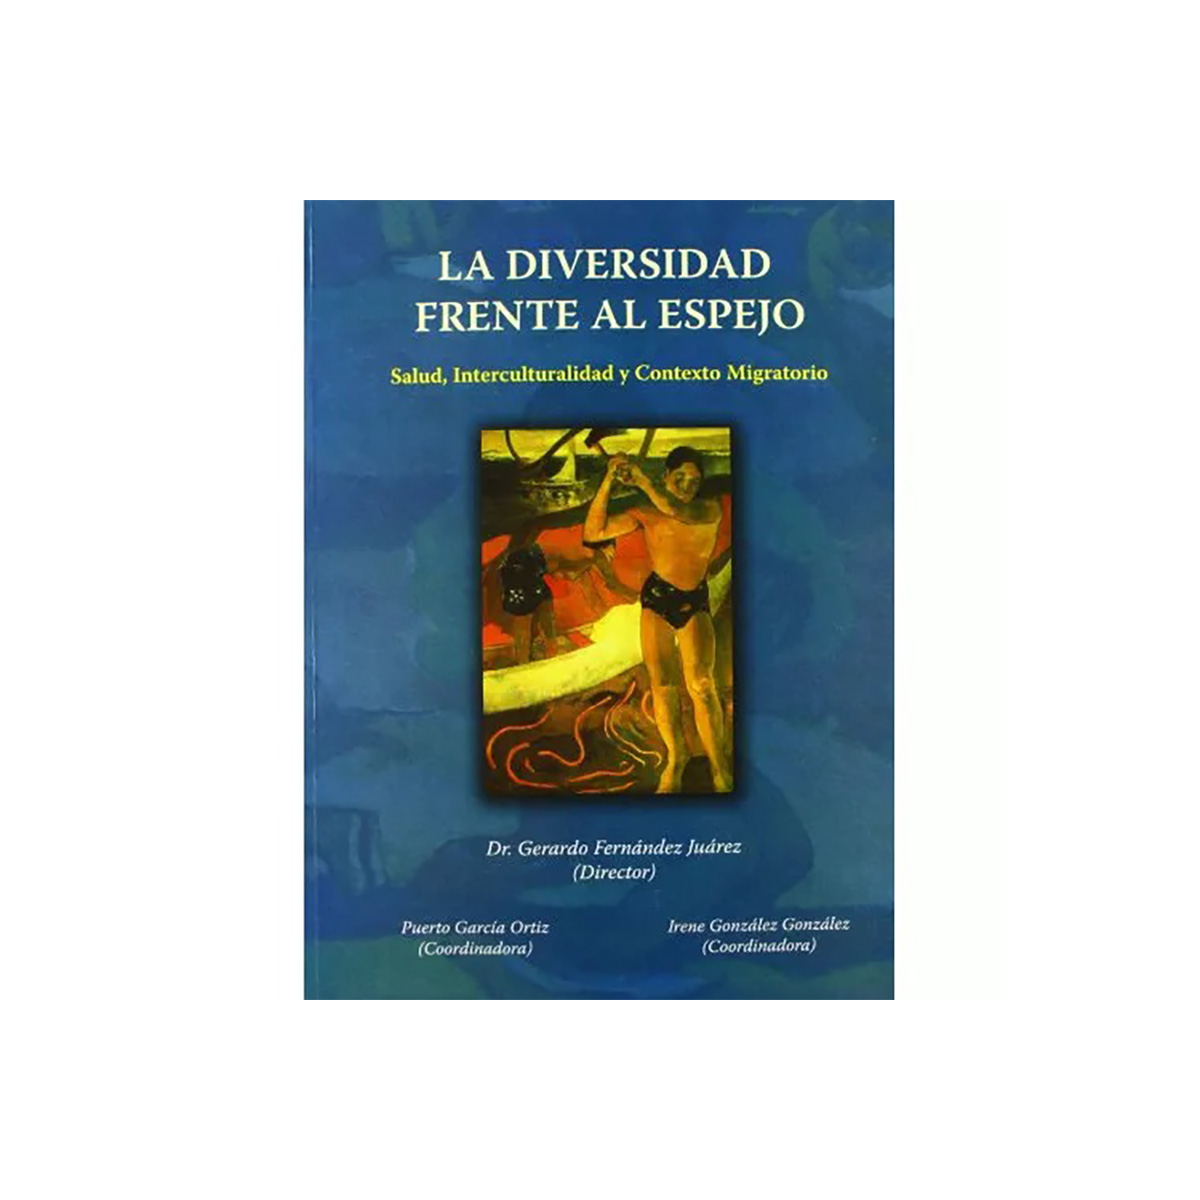 LA DIVERSIDAD
FRENTE AL ESPEJO
Salud, Interculturalidad y Contexto Migratorio
Dr. Gerardo Fernández Juárez
(Director)
Puerto García Ortiz
(Coordinadora)
Irene González González
(Coordinadora)